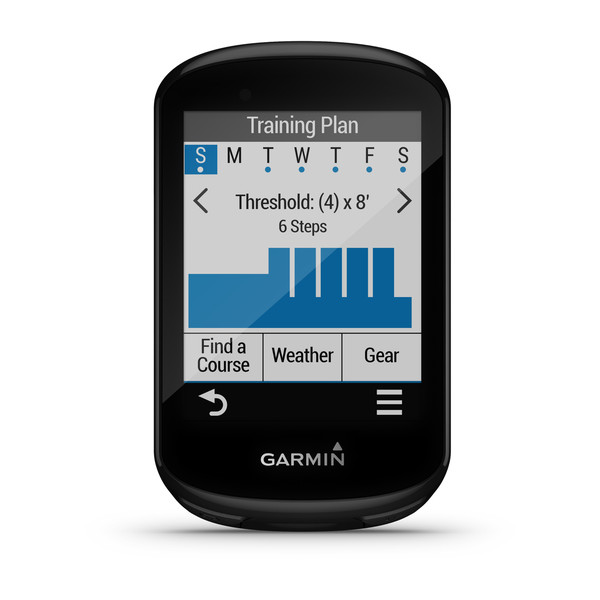 Training Plan
S M T W T F S
Threshold: (4) x 8'
6 Steps
Find a
Course
Weather
Gear
GARMIN